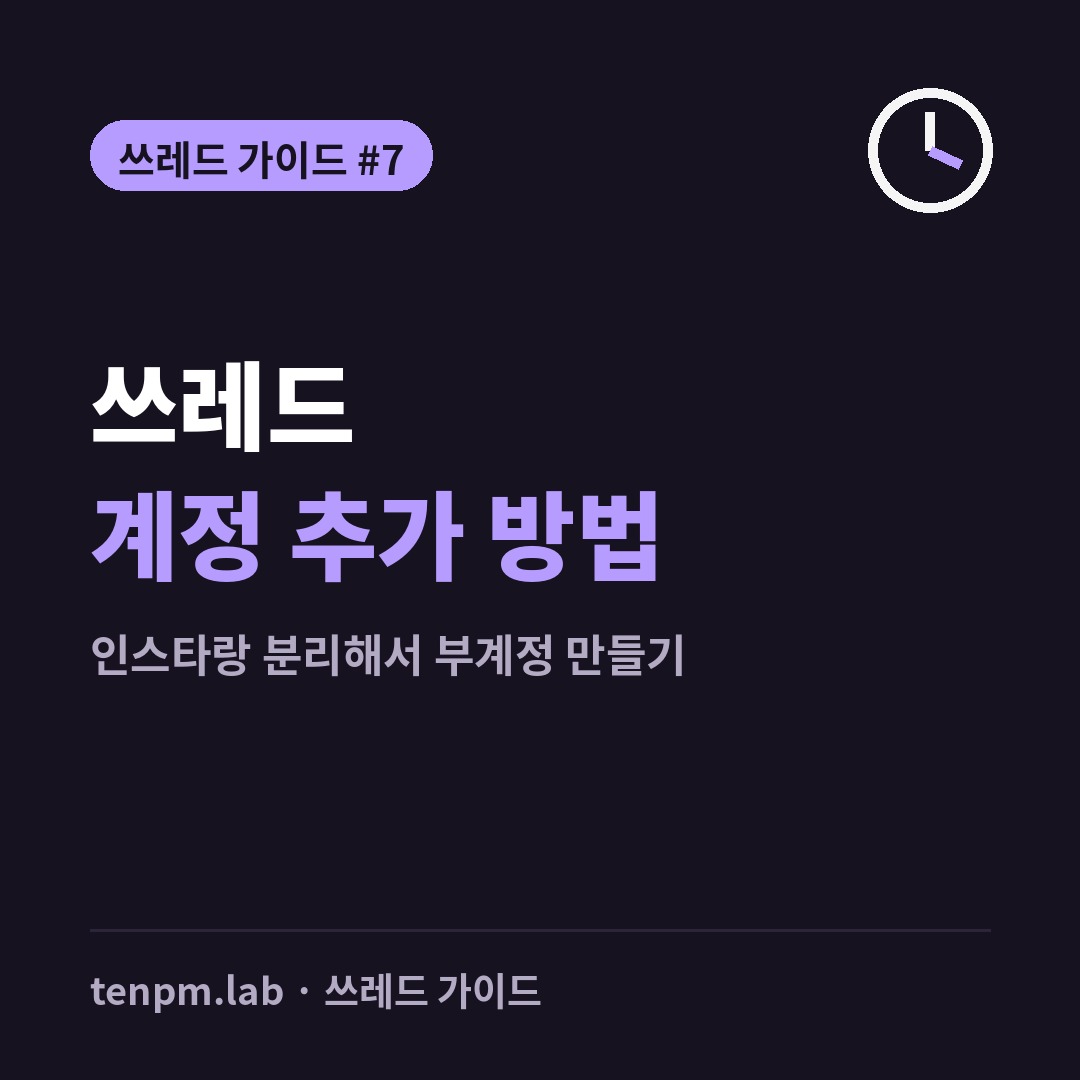 쓰레드 가이드 #7
쓰레드
계정 추가 방법
인스타랑 분리해서 부계정 만들기
tenpm.lab · 쓰레드 가이드